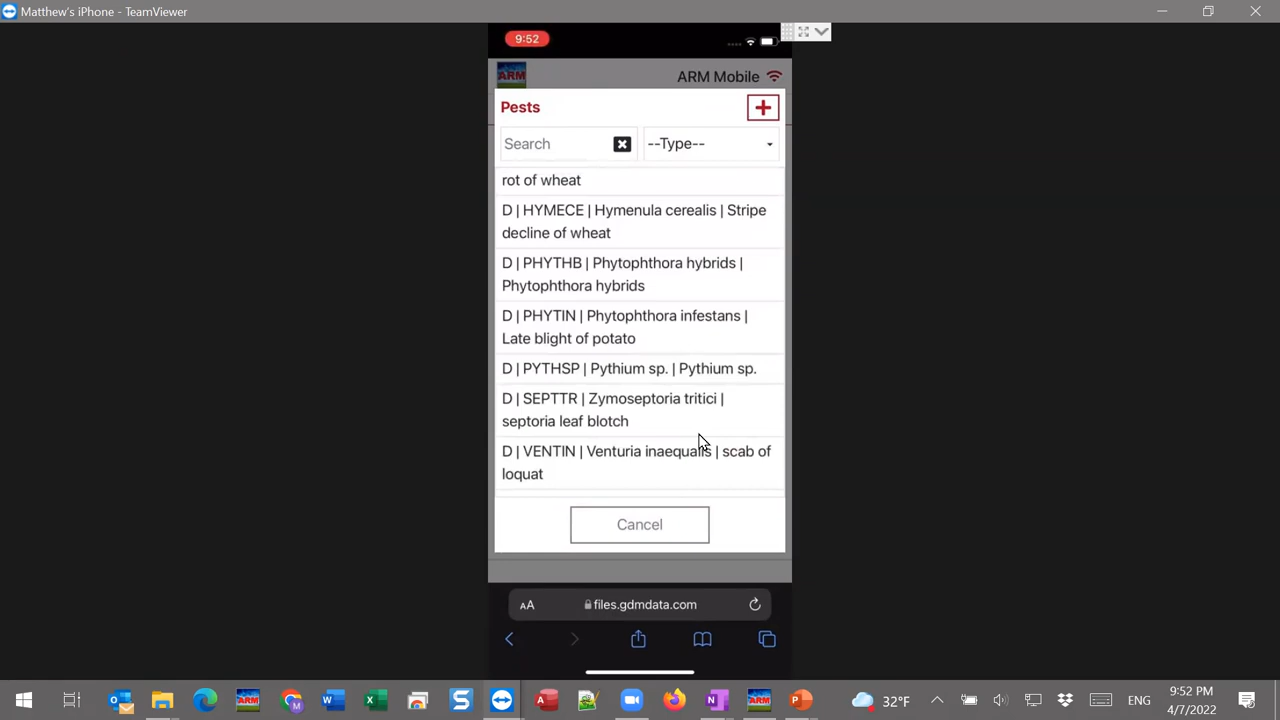 Matthew's iPhone - TeamViewer
9:52
ARM
ARM Mobile
Pests
+
Search
--Type--
rot of wheat
D | HYMECE | Hymenula cerealis | Stripe
decline of wheat
D | PHYTHB | Phytophthora hybrids |
Phytophthora hybrids
D | PHYTIN | Phytophthora infestans |
Late blight of potato
D | PYTHSP | Pythium sp. | Pythium sp.
D | SEPTTR | Zymoseptoria tritici |
septoria leaf blotch
D | VENTIN | Venturia inaequalis | scab of
loquat
Cancel
AA
files.gdmdata.com
32°F
ENG
9:52 PM
4/7/2022